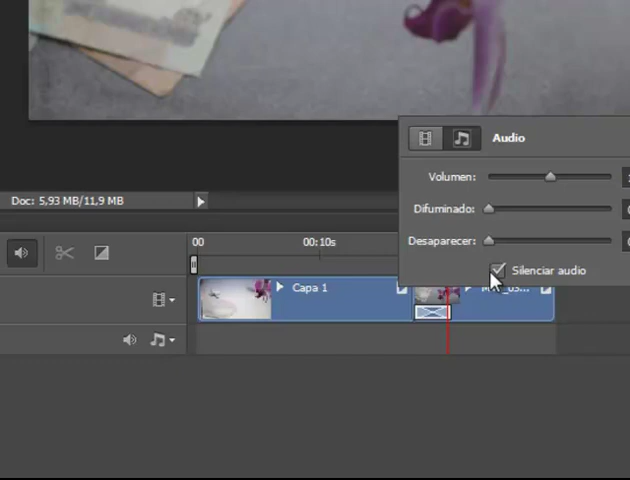 Audio
Volumen:
Difuminado:
Desaparecer:
Silenciar audio
Doc: 5,93 MB/11,9 MB
00
00:10s
Capa 1